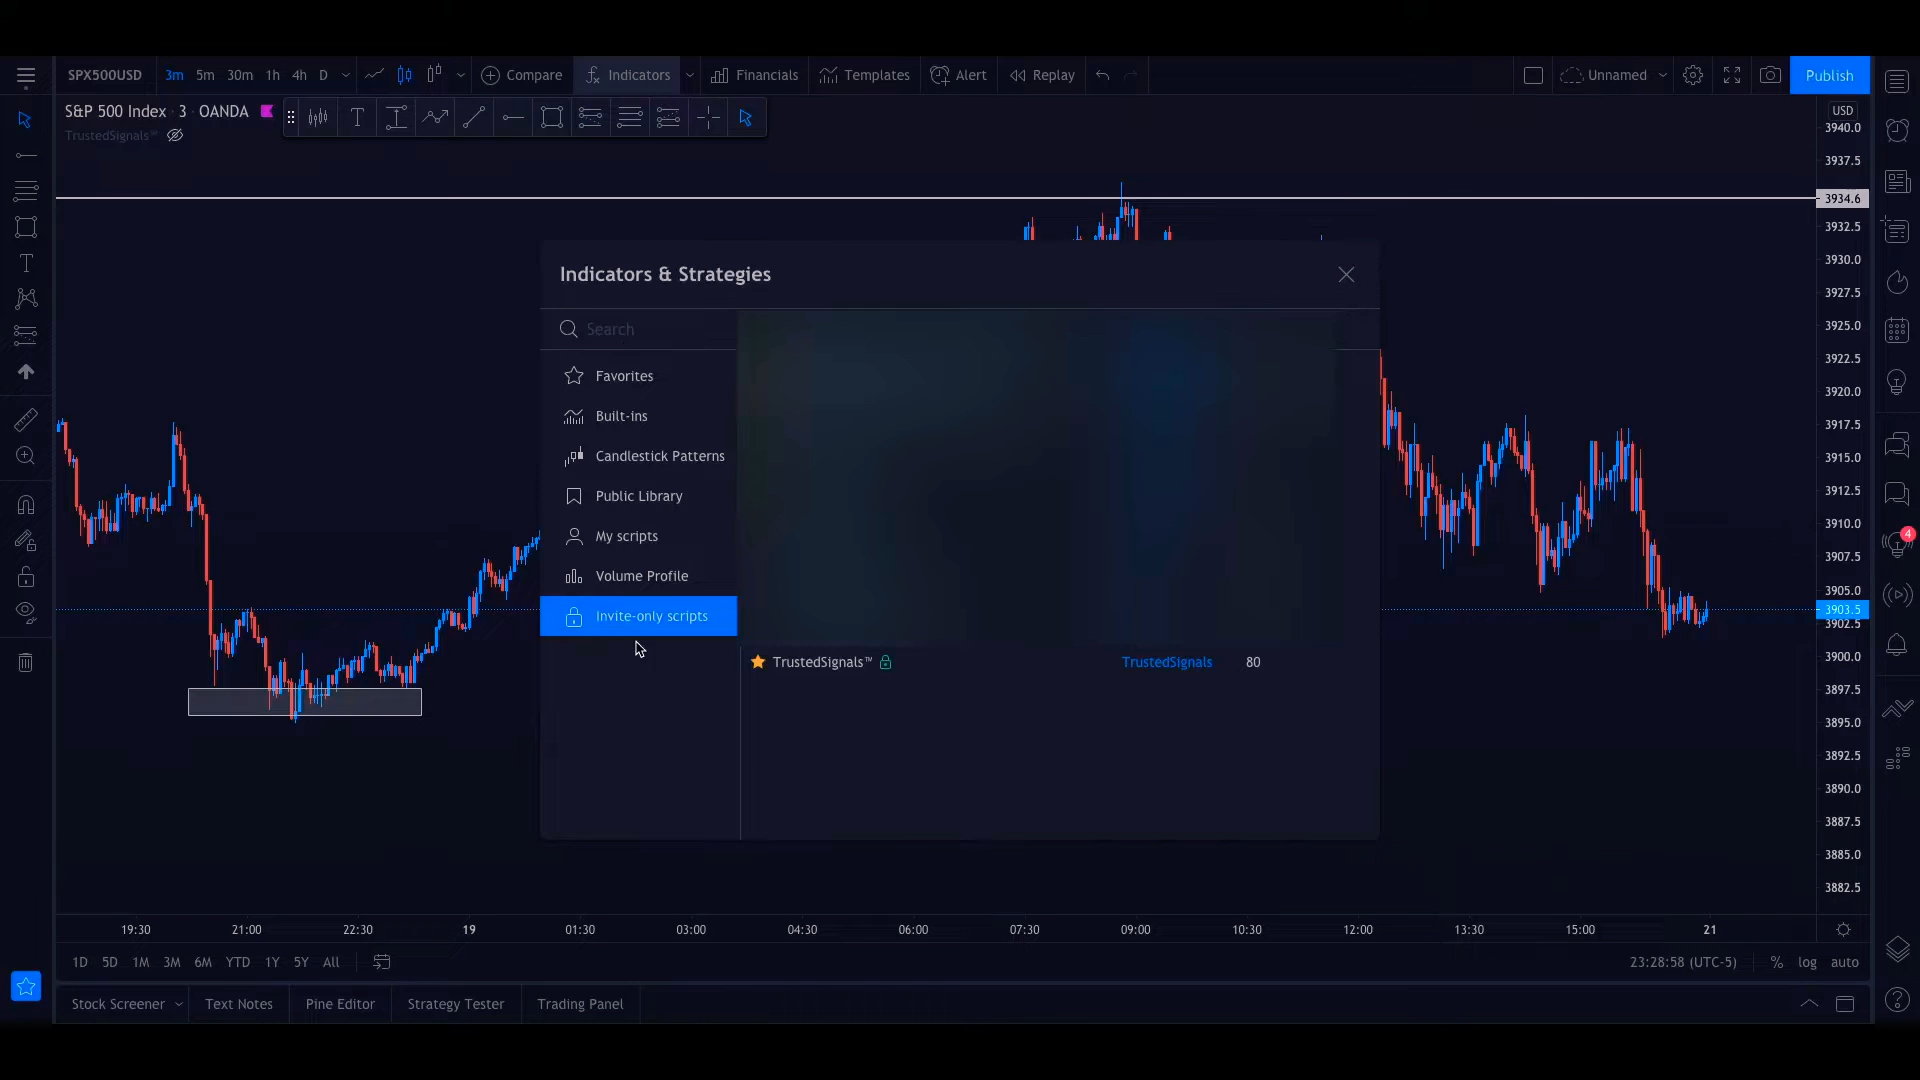 SPX500USD 3m 5m 30m 1h 4h D Compare Indicators Financials Templates Alert Replay Unnamed Publish
S&P 500 Index · 3 · OANDA
TrustedSignals™
USD
3940.0
3937.5
3934.6
3932.5
3930.0
3927.5
3925.0
3922.5
3920.0
3917.5
3915.0
3912.5
3910.0
3907.5
3905.0
3903.5
3902.5
3900.0
3897.5
3895.0
3892.5
3890.0
3887.5
3885.0
3882.5
4
Indicators & Strategies
Search
Favorites
Built-ins
Candlestick Patterns
Public Library
My scripts
Volume Profile
Invite-only scripts
TrustedSignals™ TrustedSignals 80
19:30 21:00 22:30 19 01:30 03:00 04:30 06:00 07:30 09:00 10:30 12:00 13:30 15:00 21
1D 5D 1M 3M 6M YTD 1Y 5Y All 23:28:58 (UTC-5) % log auto
Stock Screener Text Notes Pine Editor Strategy Tester Trading Panel